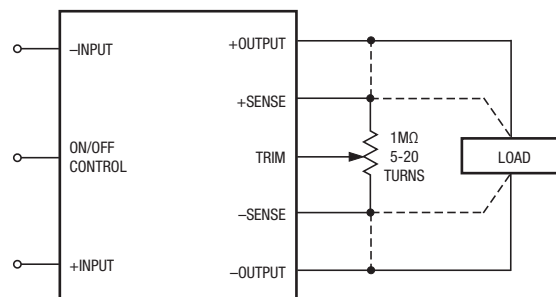 –INPUT
ON/OFF
CONTROL
+INPUT
+OUTPUT
+SENSE
TRIM
–SENSE
–OUTPUT
1MΩ
5-20
TURNS
LOAD